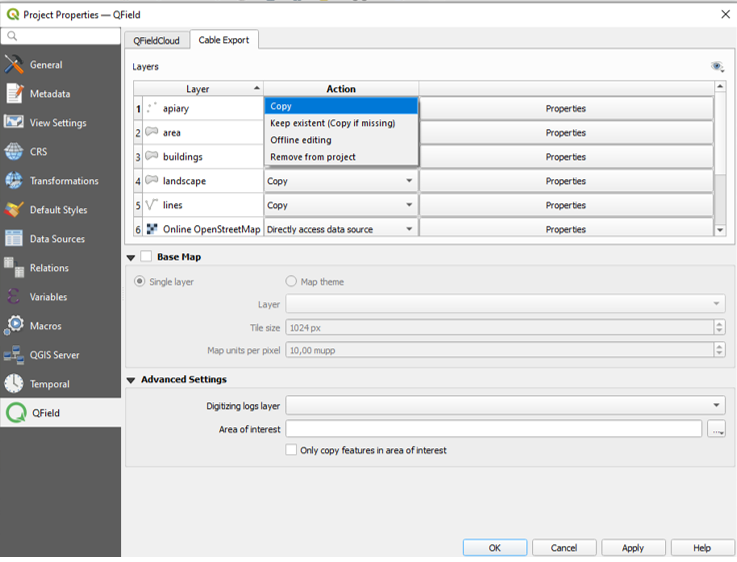 Project Properties — QField
QFieldCloud Cable Export
General
Metadata
View Settings
CRS
Transformations
Default Styles
Data Sources
Relations
Variables
Macros
QGIS Server
Temporal
QField
Layers
Layer Action
1 apiary Copy Properties
Keep existent (Copy if missing)
2 area Properties
Offline editing
3 buildings Remove from project Properties
4 landscape Copy Properties
5 lines Copy Properties
6 Online OpenStreetMap Directly access data source Properties
Base Map
Single layer Map theme
Layer
Tile size 1024 px
Map units per pixel 10,00 mupp
Advanced Settings
Digitizing logs layer
Area of interest ...
Only copy features in area of interest
OK Cancel Apply Help